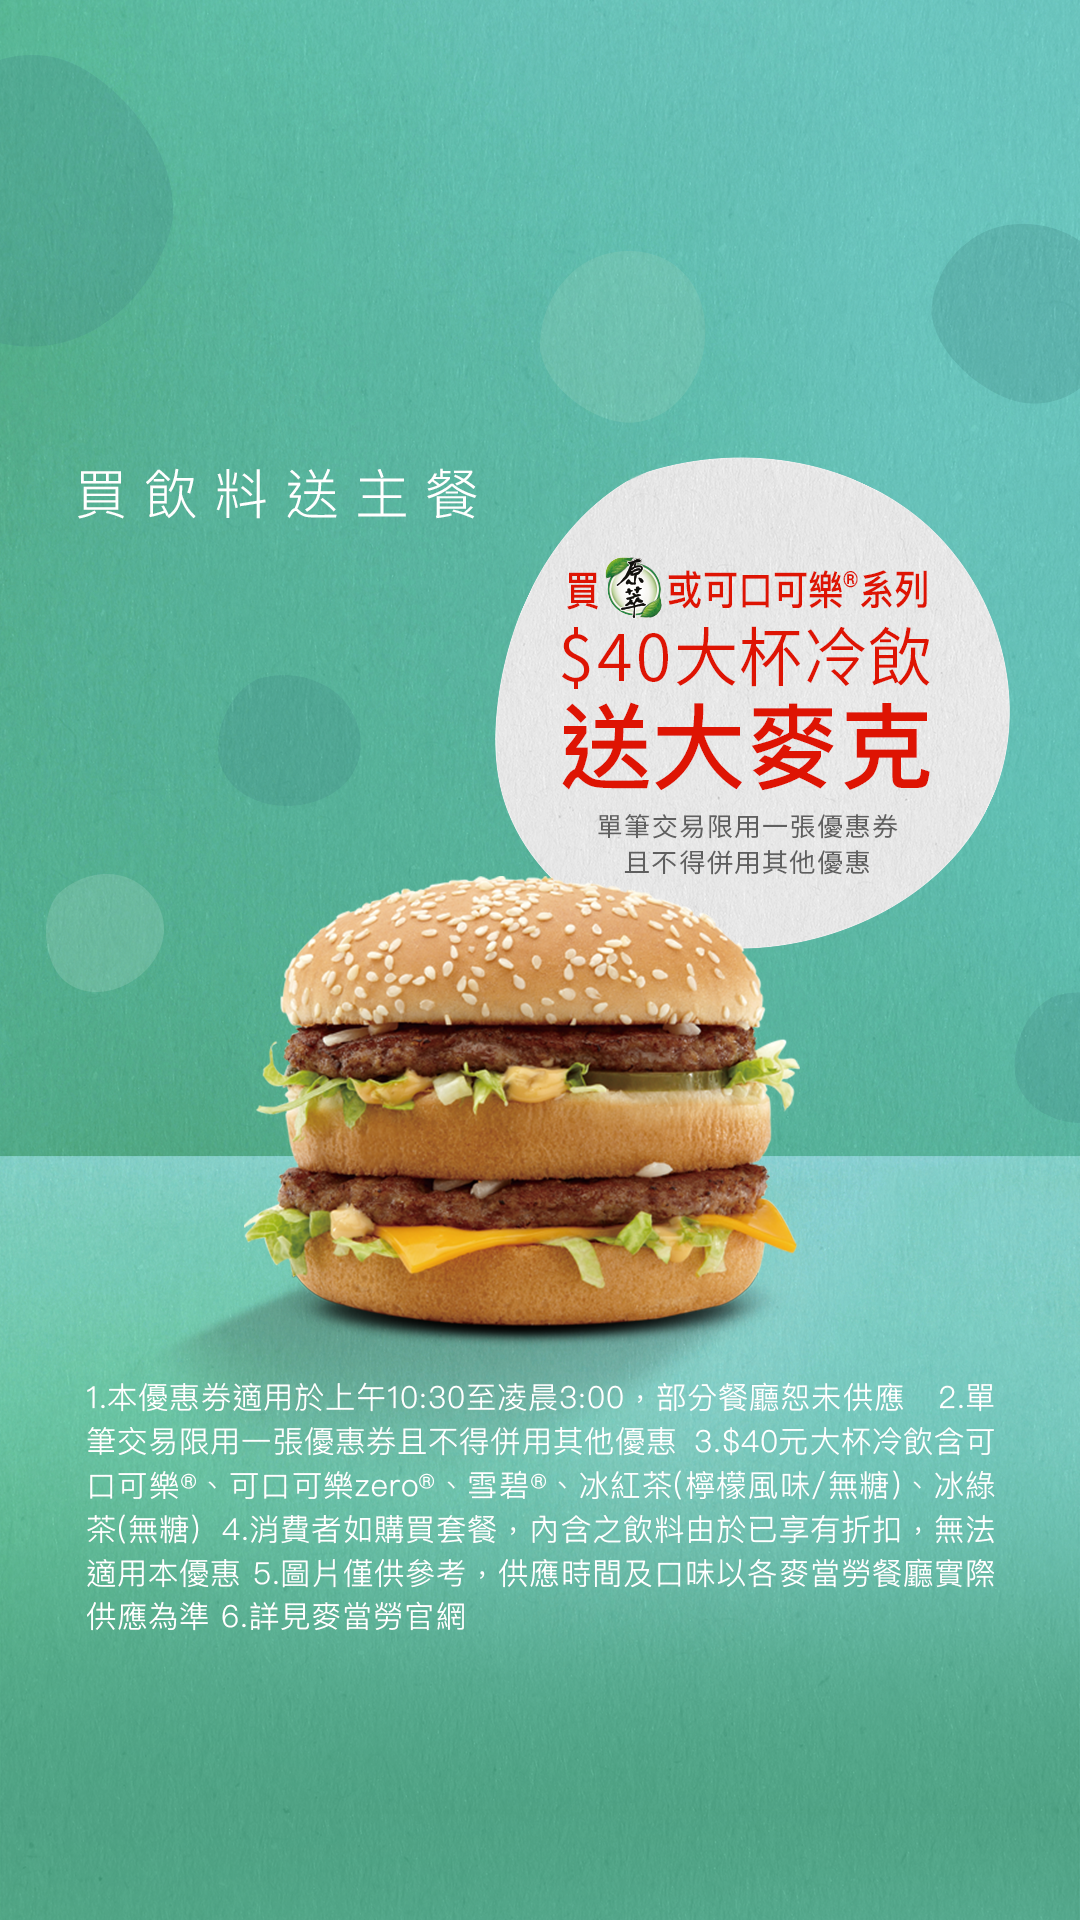 買飲料送主餐
買原萃或可口可樂®系列
$40大杯冷飲
送大麥克
單筆交易限用一張優惠券
且不得併用其他優惠
1.本優惠券適用於上午10:30至凌晨3:00，部分餐廳恕未供應 2.單
筆交易限用一張優惠券且不得併用其他優惠 3.$40元大杯冷飲含可
口可樂®、可口可樂zero®、雪碧®、冰紅茶(檸檬風味/無糖)、冰綠
茶(無糖) 4.消費者如購買套餐，內含之飲料由於已享有折扣，無法
適用本優惠 5.圖片僅供參考，供應時間及口味以各麥當勞餐廳實際
供應為準 6.詳見麥當勞官網